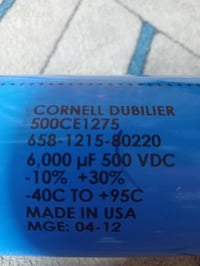 CORNELL DUBILIER
500CE1275
658-1215-80220
6,000 µF 500 VDC
-10% +30%
-40C TO +95C
MADE IN USA
MGE: 04-12